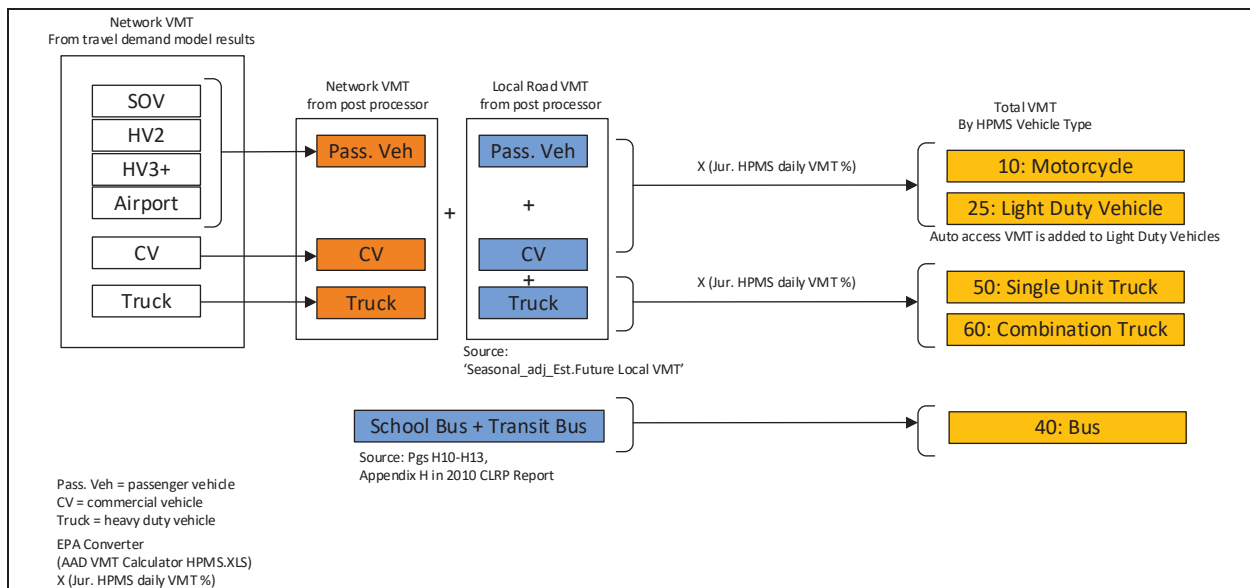 Network VMT
From travel demand model results
SOV
HV2
HV3+
Airport
CV
Truck
Network VMT
from post processor
Pass. Veh
CV
Truck
+
Local Road VMT
from post processor
Pass. Veh
+
CV
+
Truck
Source:
‘Seasonal_adj_Est.Future Local VMT’
X (Jur. HPMS daily VMT %)
X (Jur. HPMS daily VMT %)
Total VMT
By HPMS Vehicle Type
10: Motorcycle
25: Light Duty Vehicle
Auto access VMT is added to Light Duty Vehicles
50: Single Unit Truck
60: Combination Truck
School Bus + Transit Bus
40: Bus
Source: Pgs H10-H13,
Appendix H in 2010 CLRP Report
Pass. Veh = passenger vehicle
CV = commercial vehicle
Truck = heavy duty vehicle
EPA Converter
(AAD VMT Calculator HPMS.XLS)
X (Jur. HPMS daily VMT %)